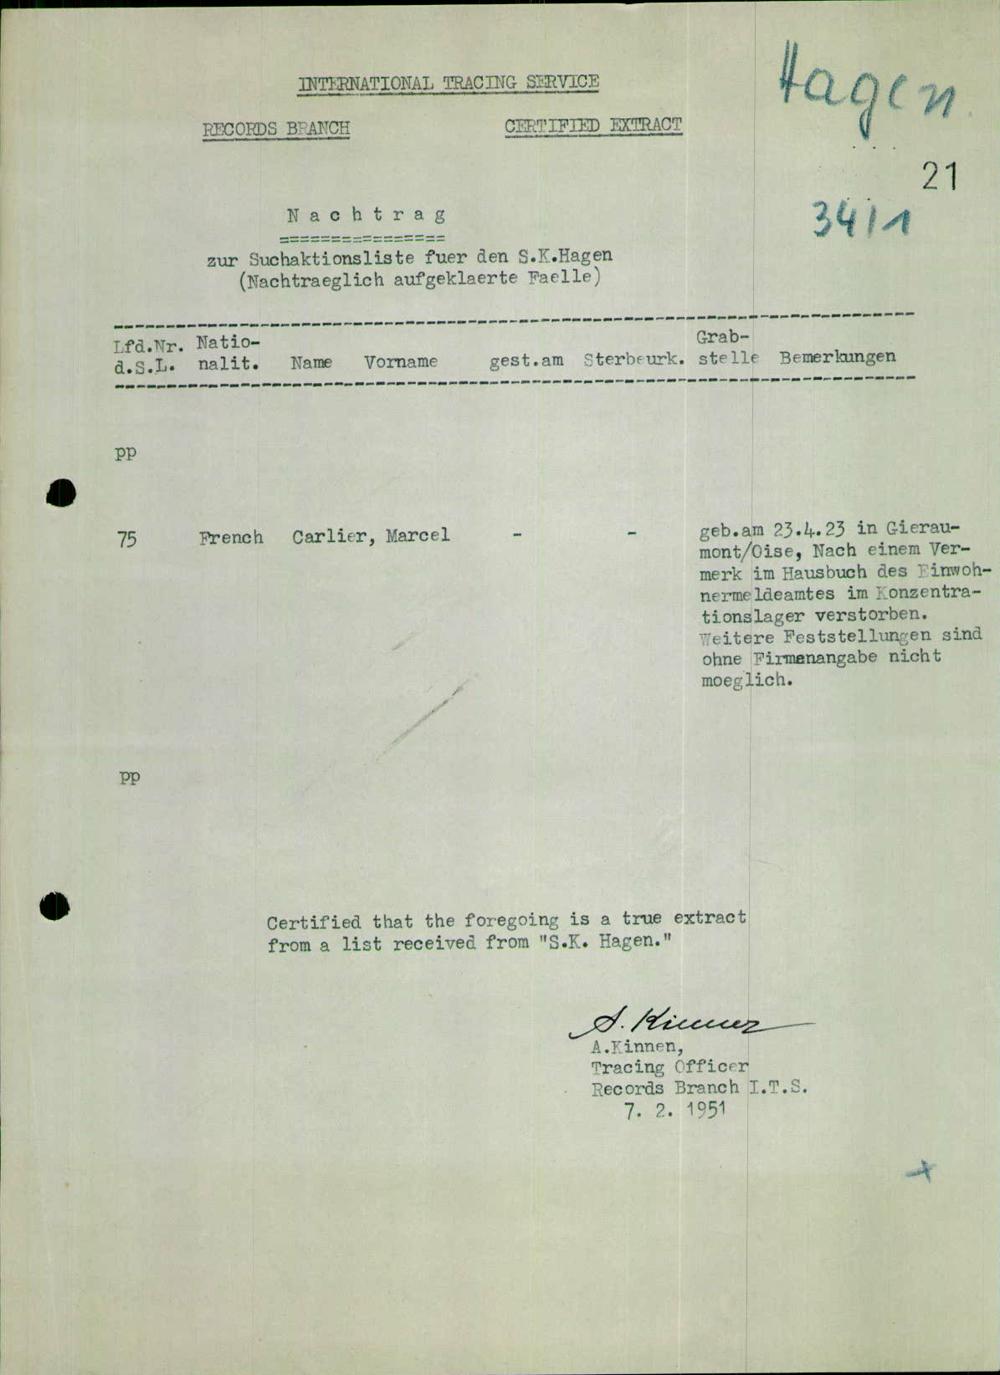 Hagen
INTERNATIONAL TRACING SERVICE
RECORDS BRANCH CERTIFIED EXTRACT
21
34/1
Nachtrag
================
zur Suchaktionsliste fuer den S.K.Hagen
(Nachtraeglich aufgeklaerte Faelle)
Lfd.Nr. Natio- Grab-
d.S.L. nalit. Name Vorname gest.am Sterbeurk. stelle Bemerkungen
pp
75 French Carlier, Marcel - - geb.am 23.4.23 in Gierau-
mont/Oise, Nach einem Ver-
merk im Hausbuch des Einwoh-
nermeldeamtes im Konzentra-
tionslager verstorben.
Weitere Feststellungen sind
ohne Firmenangabe nicht
moeglich.
pp
Certified that the foregoing is a true extract
from a list received from "S.K. Hagen."
A. Kinnen
A.Kinnen,
Tracing Officer
Records Branch I.T.S.
7. 2. 1951